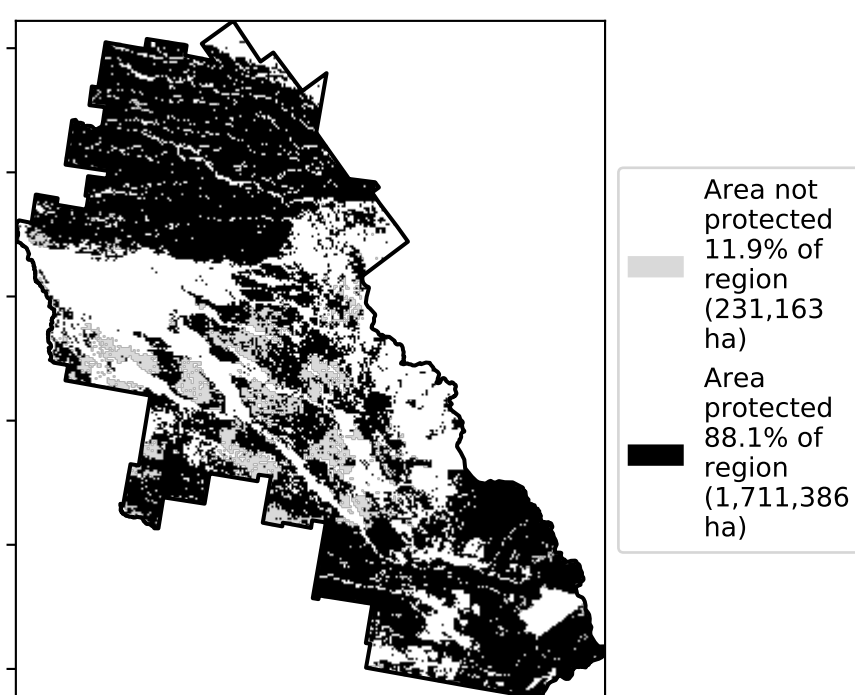 Area not
protected
11.9% of
region
(231,163
ha)
Area
protected
88.1% of
region
(1,711,386
ha)